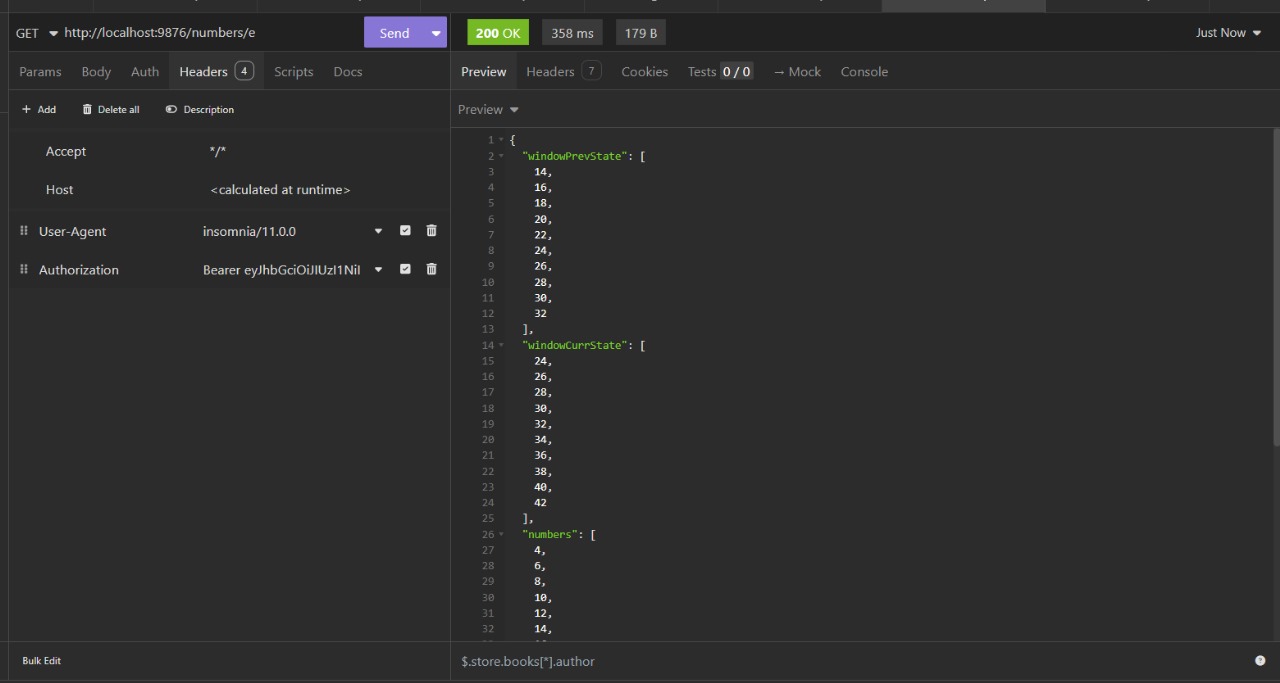 GET http://localhost:9876/numbers/e Send
200 OK 358 ms 179 B Just Now
Params Body Auth Headers 4 Scripts Docs
Preview Headers 7 Cookies Tests 0 / 0 → Mock Console
+ Add Delete all Description
Preview
Accept */*
Host <calculated at runtime>
User-Agent insomnia/11.0.0
Authorization Bearer eyJhbGciOiJIUzI1NiI
1 {
2 "windowPrevState": [
3 14,
4 16,
5 18,
6 20,
7 22,
8 24,
9 26,
10 28,
11 30,
12 32
13 ],
14 "windowCurrState": [
15 24,
16 26,
17 28,
18 30,
19 32,
20 34,
21 36,
22 38,
23 40,
24 42
25 ],
26 "numbers": [
27 4,
28 6,
29 8,
30 10,
31 12,
32 14,
Bulk Edit
$.store.books[*].author